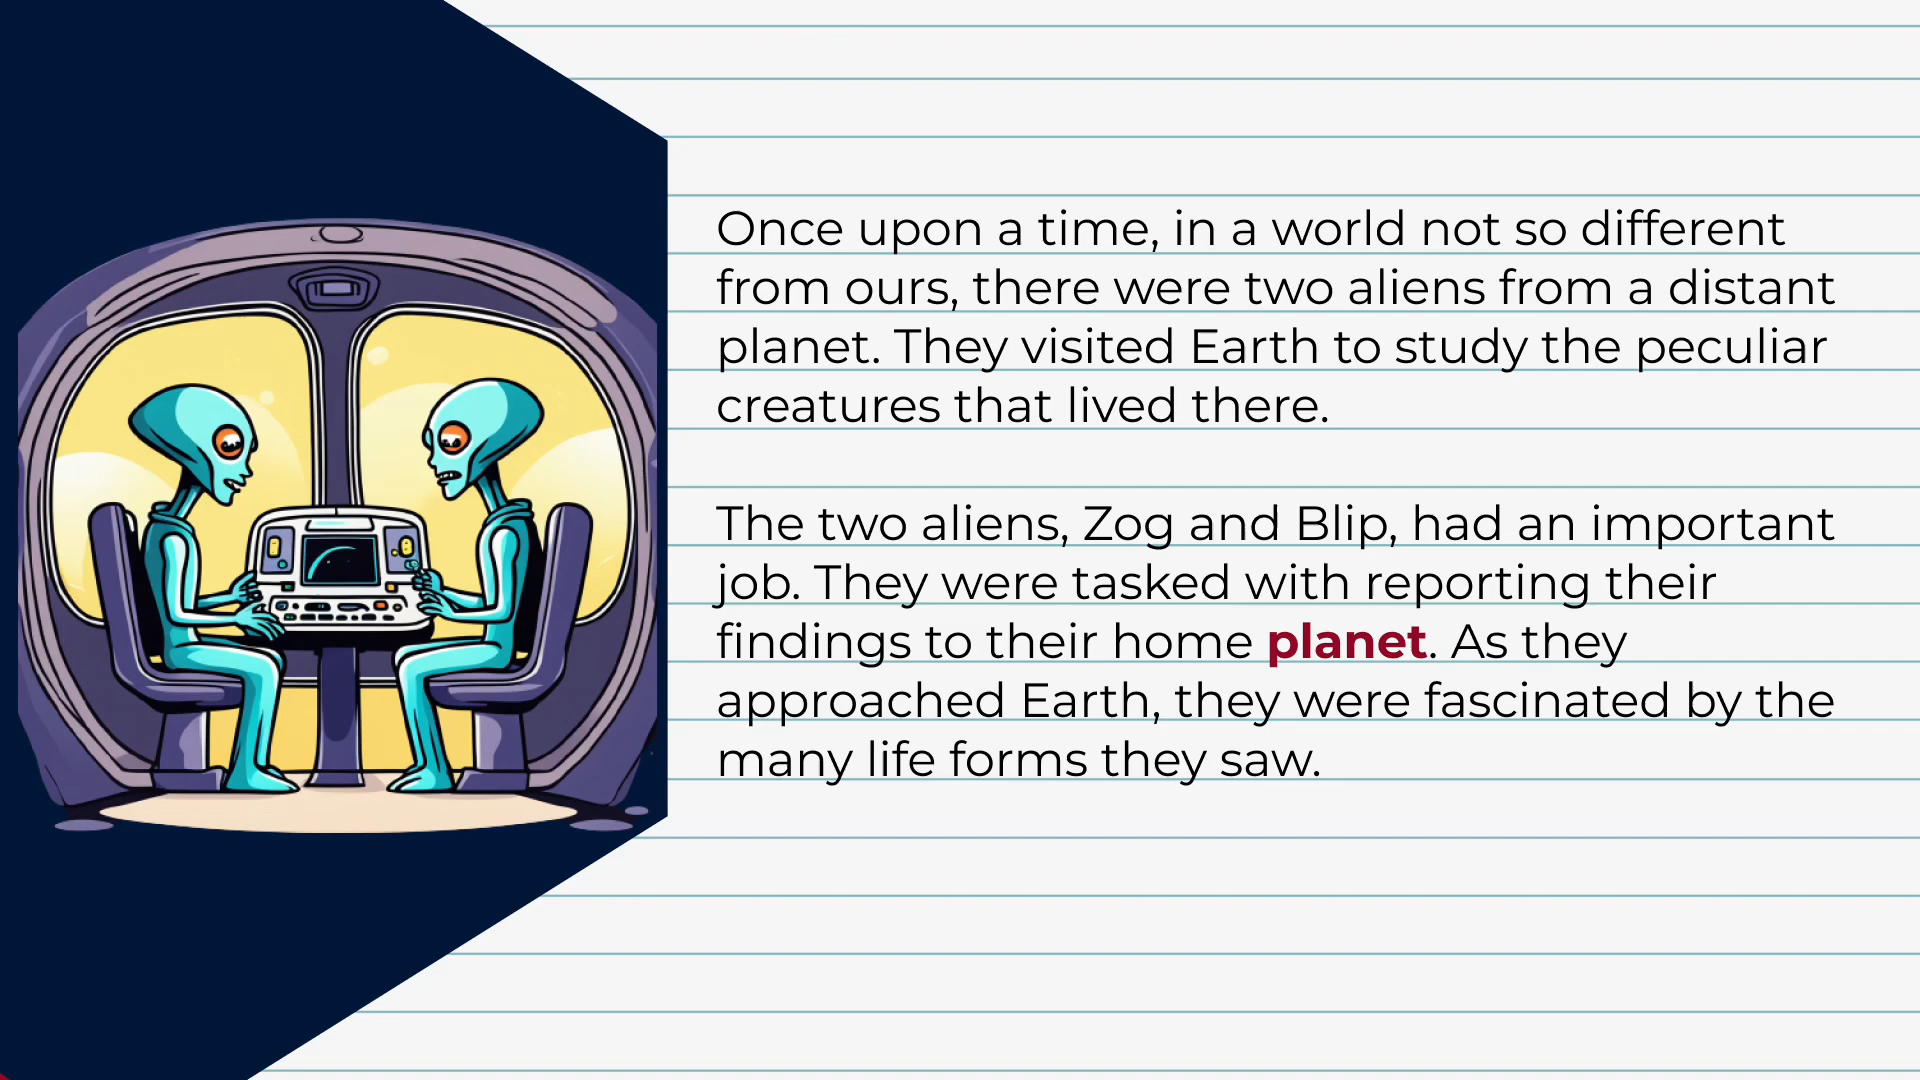 Once upon a time, in a world not so different
from ours, there were two aliens from a distant
planet. They visited Earth to study the peculiar
creatures that lived there.
The two aliens, Zog and Blip, had an important
job. They were tasked with reporting their
findings to their home planet. As they
approached Earth, they were fascinated by the
many life forms they saw.